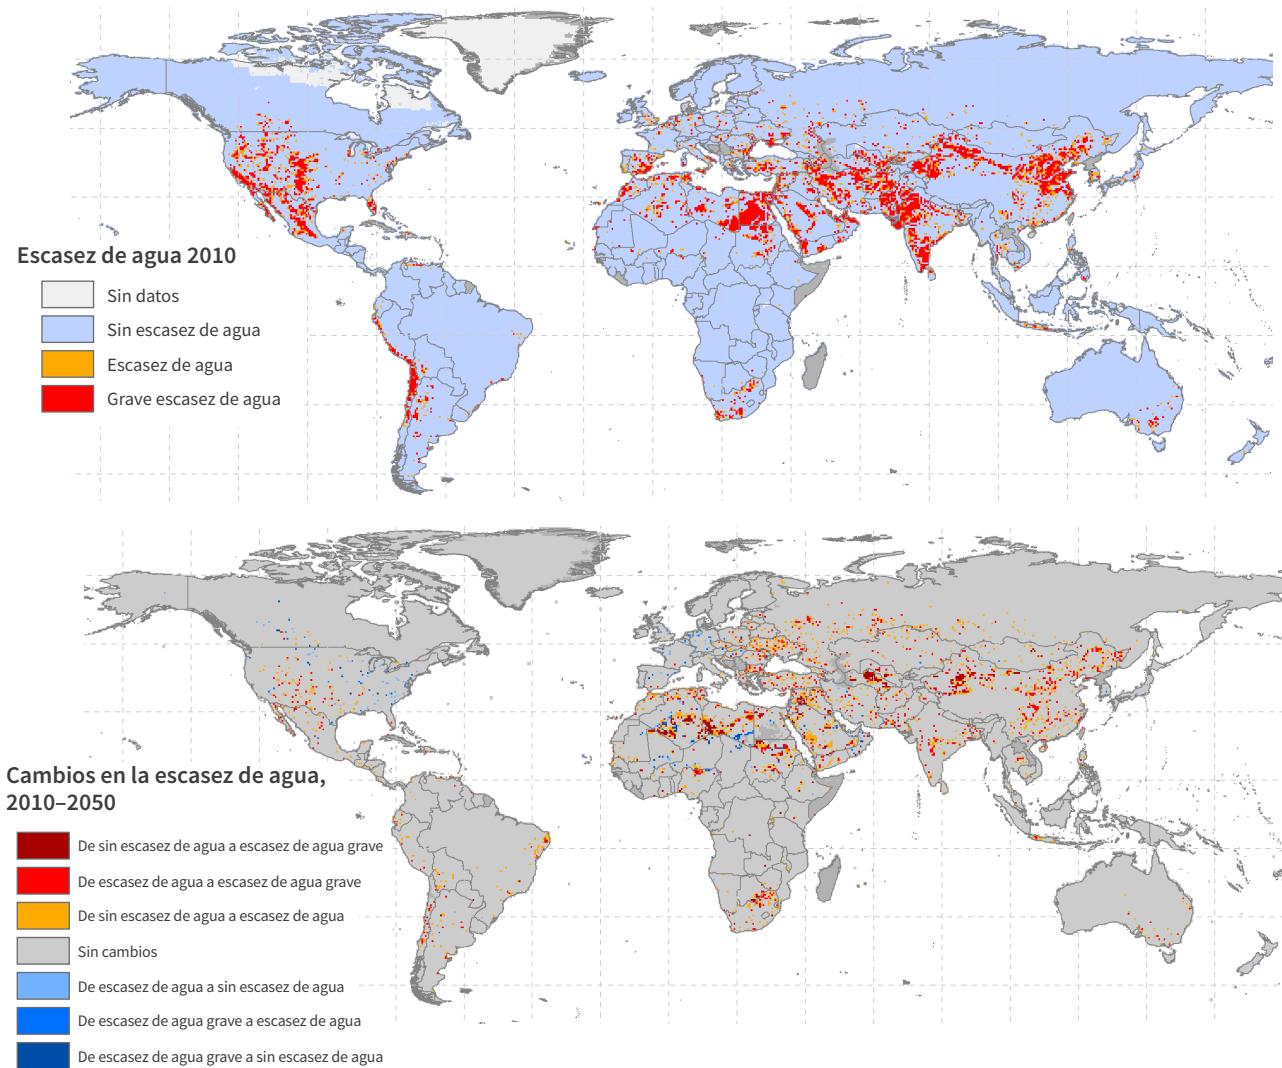 Escasez de agua 2010
Sin datos
Sin escasez de agua
Escasez de agua
Grave escasez de agua
Cambios en la escasez de agua,
2010–2050
De sin escasez de agua a escasez de agua grave
De escasez de agua a escasez de agua grave
De sin escasez de agua a escasez de agua
Sin cambios
De escasez de agua a sin escasez de agua
De escasez de agua grave a escasez de agua
De escasez de agua grave a sin escasez de agua